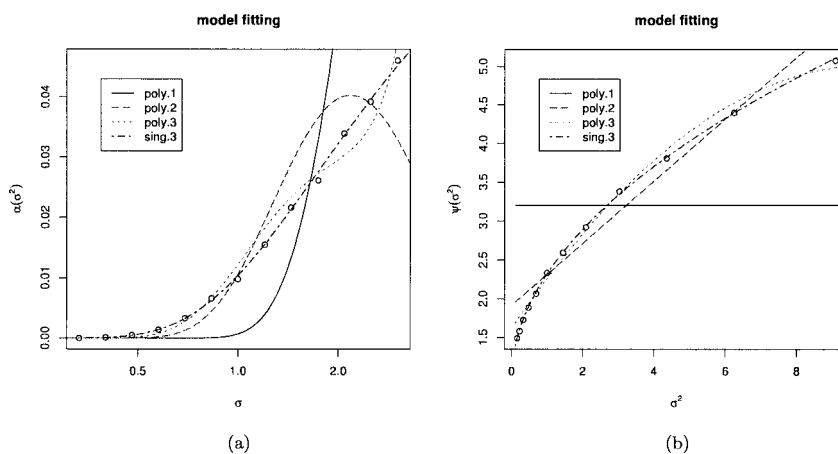 model fitting
α(σ²)
0.00
0.01
0.02
0.03
0.04
poly.1
poly.2
poly.3
sing.3
0.5
1.0
2.0
σ
(a)
model fitting
ψ(σ²)
1.5
2.0
2.5
3.0
3.5
4.0
4.5
5.0
poly.1
poly.2
poly.3
sing.3
0
2
4
6
8
σ²
(b)